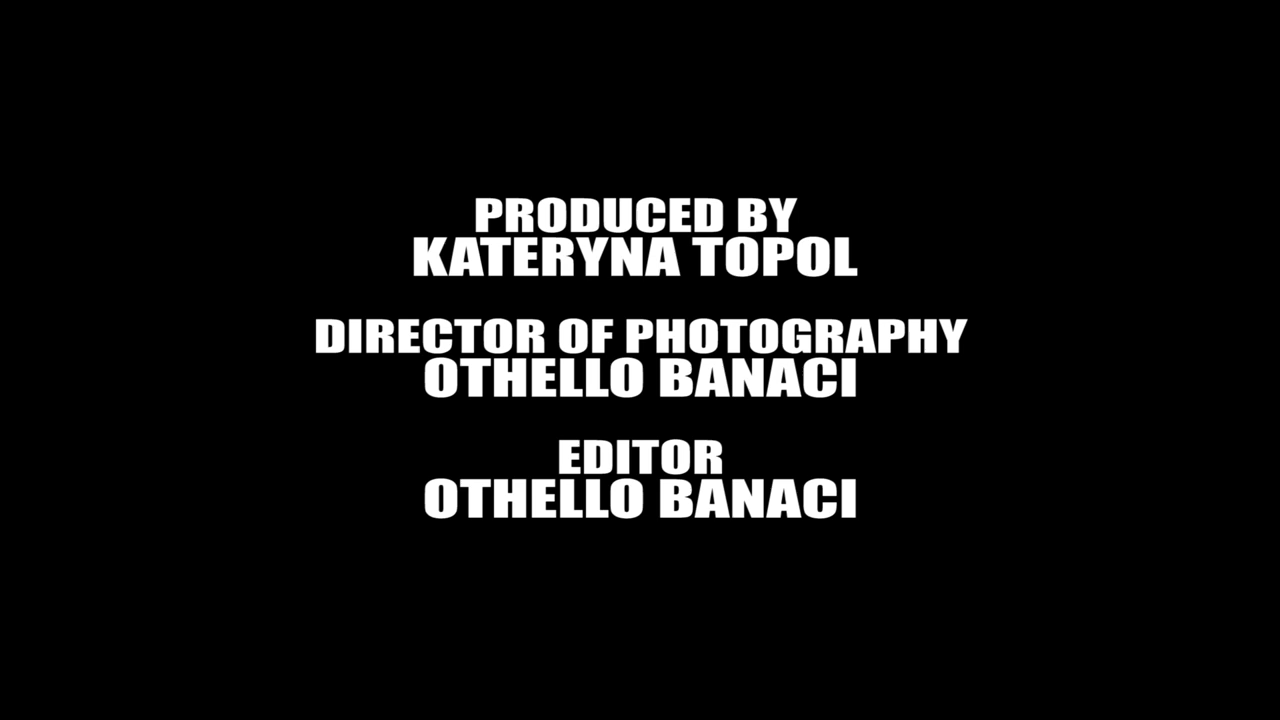 PRODUCED BY
KATERYNA TOPOL
DIRECTOR OF PHOTOGRAPHY
OTHELLO BANACI
EDITOR
OTHELLO BANACI